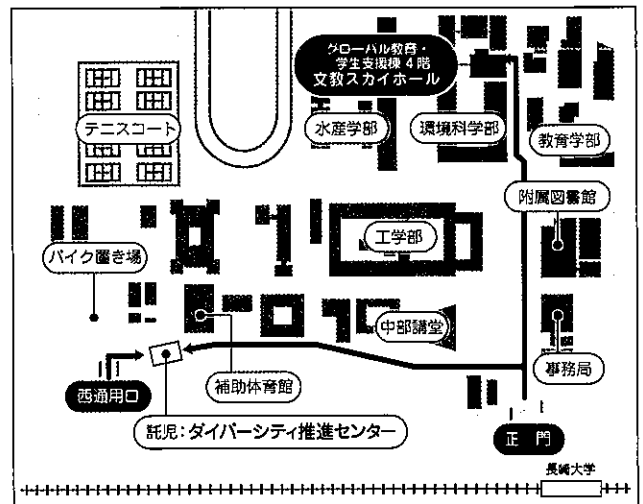 グローバル教育・
学生支援棟 4 階
文教スカイホール
テニスコート
水産学部
環境科学部
教育学部
附属図書館
工学部
バイク置き場
中部講堂
補助体育館
事務局
西通用口
託児：ダイバーシティ推進センター
正 門
長崎大学